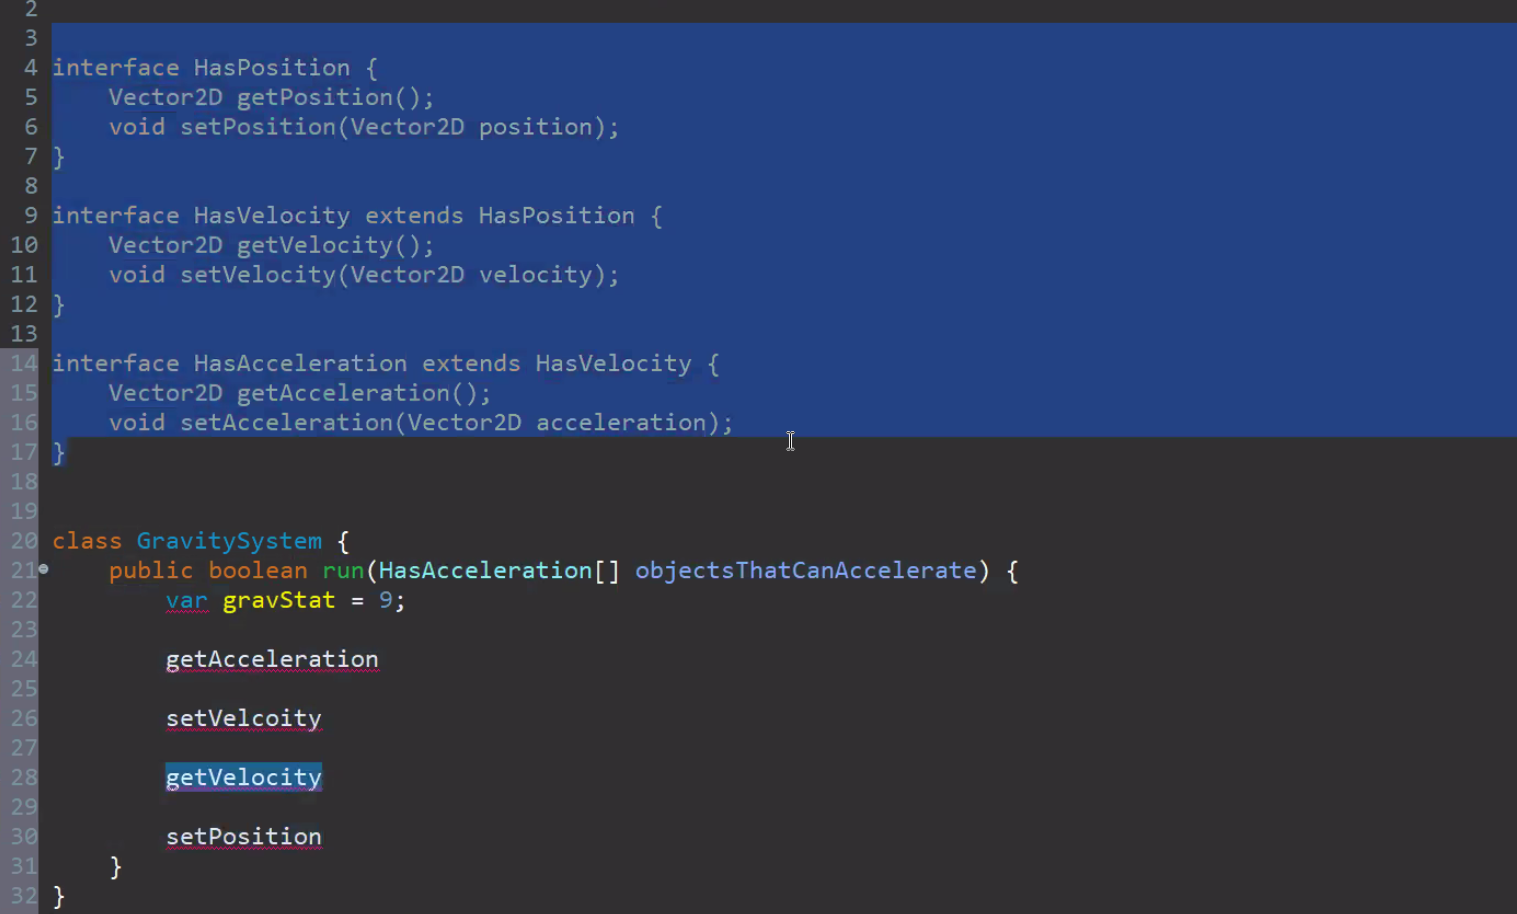 2
3
4 interface HasPosition {
5 Vector2D getPosition();
6 void setPosition(Vector2D position);
7 }
8
9 interface HasVelocity extends HasPosition {
10 Vector2D getVelocity();
11 void setVelocity(Vector2D velocity);
12 }
13
14 interface HasAcceleration extends HasVelocity {
15 Vector2D getAcceleration();
16 void setAcceleration(Vector2D acceleration);
17 }
18
19
20 class GravitySystem {
21 public boolean run(HasAcceleration[] objectsThatCanAccelerate) {
22 var gravStat = 9;
23
24 getAcceleration
25
26 setVelcoity
27
28 getVelocity
29
30 setPosition
31 }
32 }